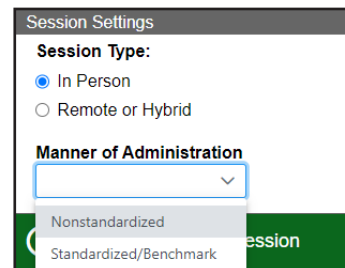 Session Settings
Session Type:
In Person
Remote or Hybrid
Manner of Administration
Nonstandardized
ession
Standardized/Benchmark